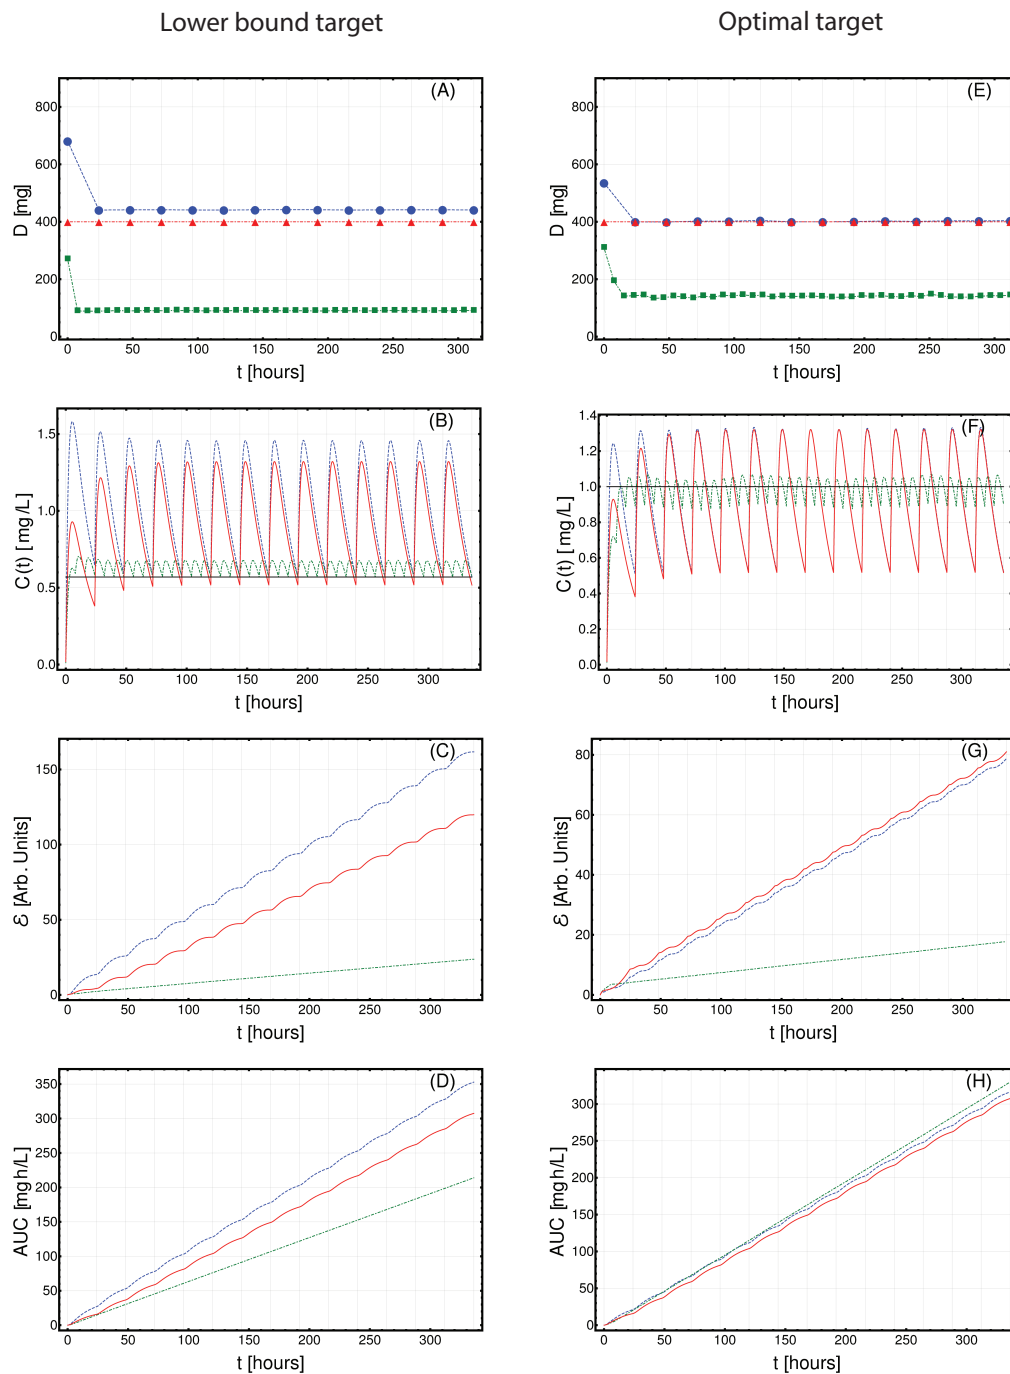 Lower bound target
Optimal target
(A)
800
600
400
200
0
D [mg]
0 50 100 150 200 250 300
t [hours]
(E)
800
600
400
200
0
D [mg]
0 50 100 150 200 250 300
t [hours]
(B)
1.5
1.0
0.5
0.0
C(t) [mg/L]
0 50 100 150 200 250 300
t [hours]
(F)
1.4
1.2
1.0
0.8
0.6
0.4
0.2
0.0
C(t) [mg/L]
0 50 100 150 200 250 300
t [hours]
(C)
150
100
50
0
ℰ [Arb. Units]
0 50 100 150 200 250 300
t [hours]
(G)
80
60
40
20
0
ℰ [Arb. Units]
0 50 100 150 200 250 300
t [hours]
(D)
350
300
250
200
150
100
50
0
AUC [mgh/L]
0 50 100 150 200 250 300
t [hours]
(H)
300
250
200
150
100
50
0
AUC [mgh/L]
0 50 100 150 200 250 300
t [hours]